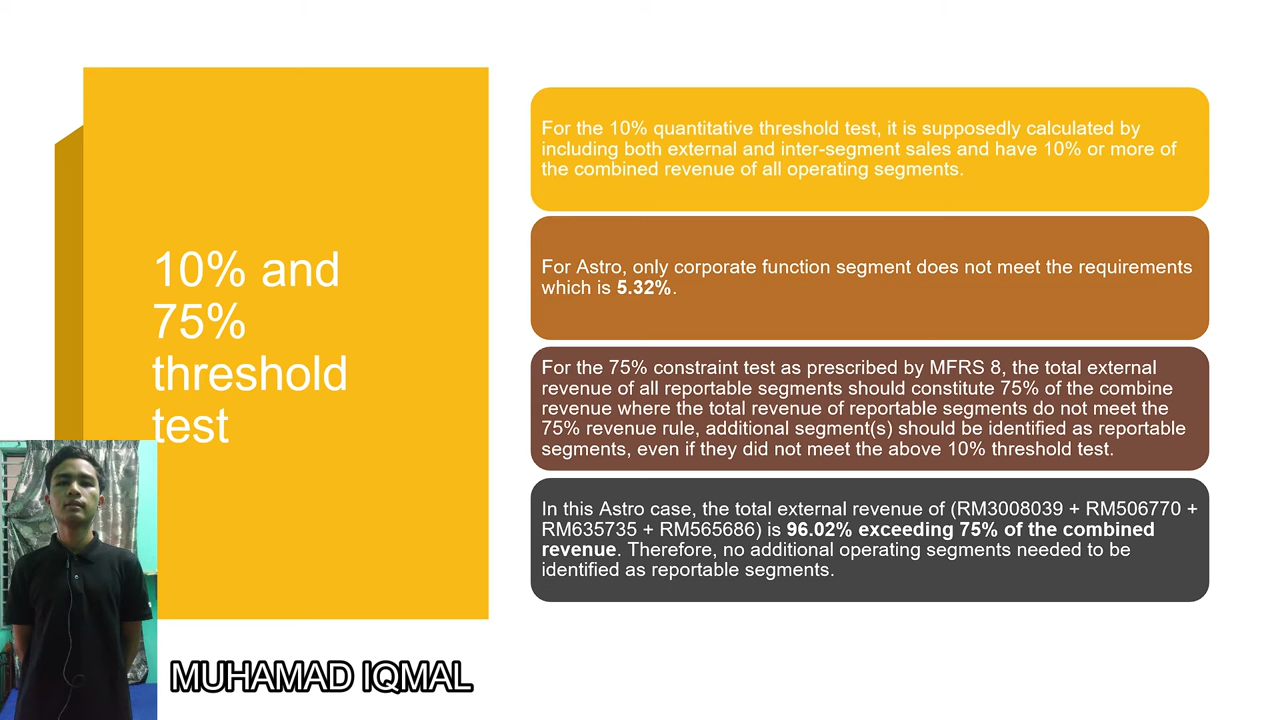 10% and
75%
threshold
test
For the 10% quantitative threshold test, it is supposedly calculated by
including both external and inter-segment sales and have 10% or more of
the combined revenue of all operating segments.
For Astro, only corporate function segment does not meet the requirements
which is 5.32%.
For the 75% constraint test as prescribed by MFRS 8, the total external
revenue of all reportable segments should constitute 75% of the combine
revenue where the total revenue of reportable segments do not meet the
75% revenue rule, additional segment(s) should be identified as reportable
segments, even if they did not meet the above 10% threshold test.
In this Astro case, the total external revenue of (RM3008039 + RM506770 +
RM635735 + RM565686) is 96.02% exceeding 75% of the combined
revenue. Therefore, no additional operating segments needed to be
identified as reportable segments.
MUHAMAD IQMAL